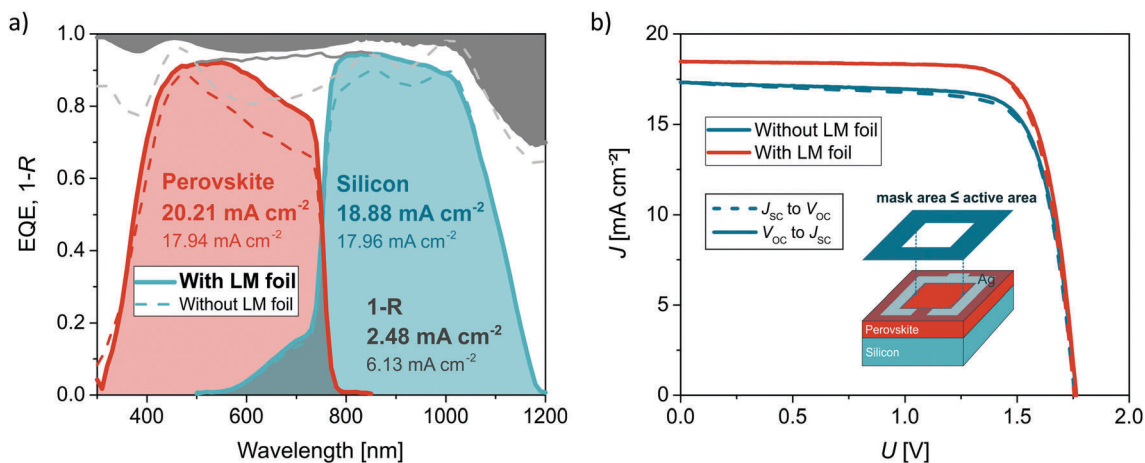 a)
EQE, 1-R
1.0
0.8
0.6
0.4
0.2
0.0
Perovskite
20.21 mA cm⁻²
17.94 mA cm⁻²
Silicon
18.88 mA cm⁻²
17.96 mA cm⁻²
With LM foil
Without LM foil
1-R
2.48 mA cm⁻²
6.13 mA cm⁻²
400 600 800 1000 1200
Wavelength [nm]
b)
J [mA cm⁻²]
20
15
10
5
0
Without LM foil
With LM foil
J_SC to V_OC
V_OC to J_SC
mask area ≤ active area
Ag
Perovskite
Silicon
0.0 0.5 1.0 1.5 2.0
U [V]